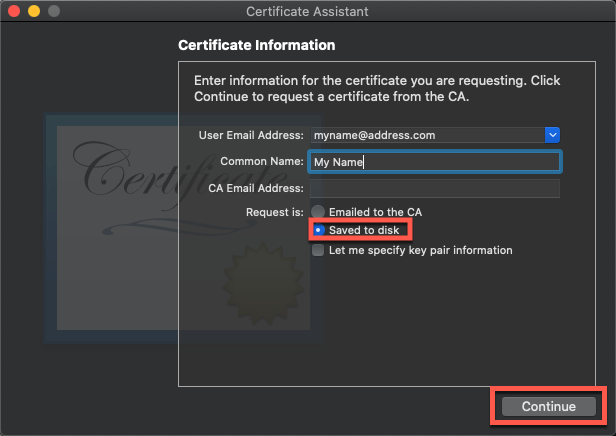 Certificate Assistant
Certificate Information
Enter information for the certificate you are requesting. Click
Continue to request a certificate from the CA.
User Email Address: myname@address.com
Common Name: My Name
CA Email Address:
Request is: Emailed to the CA
Saved to disk
Let me specify key pair information
Certificate
Continue